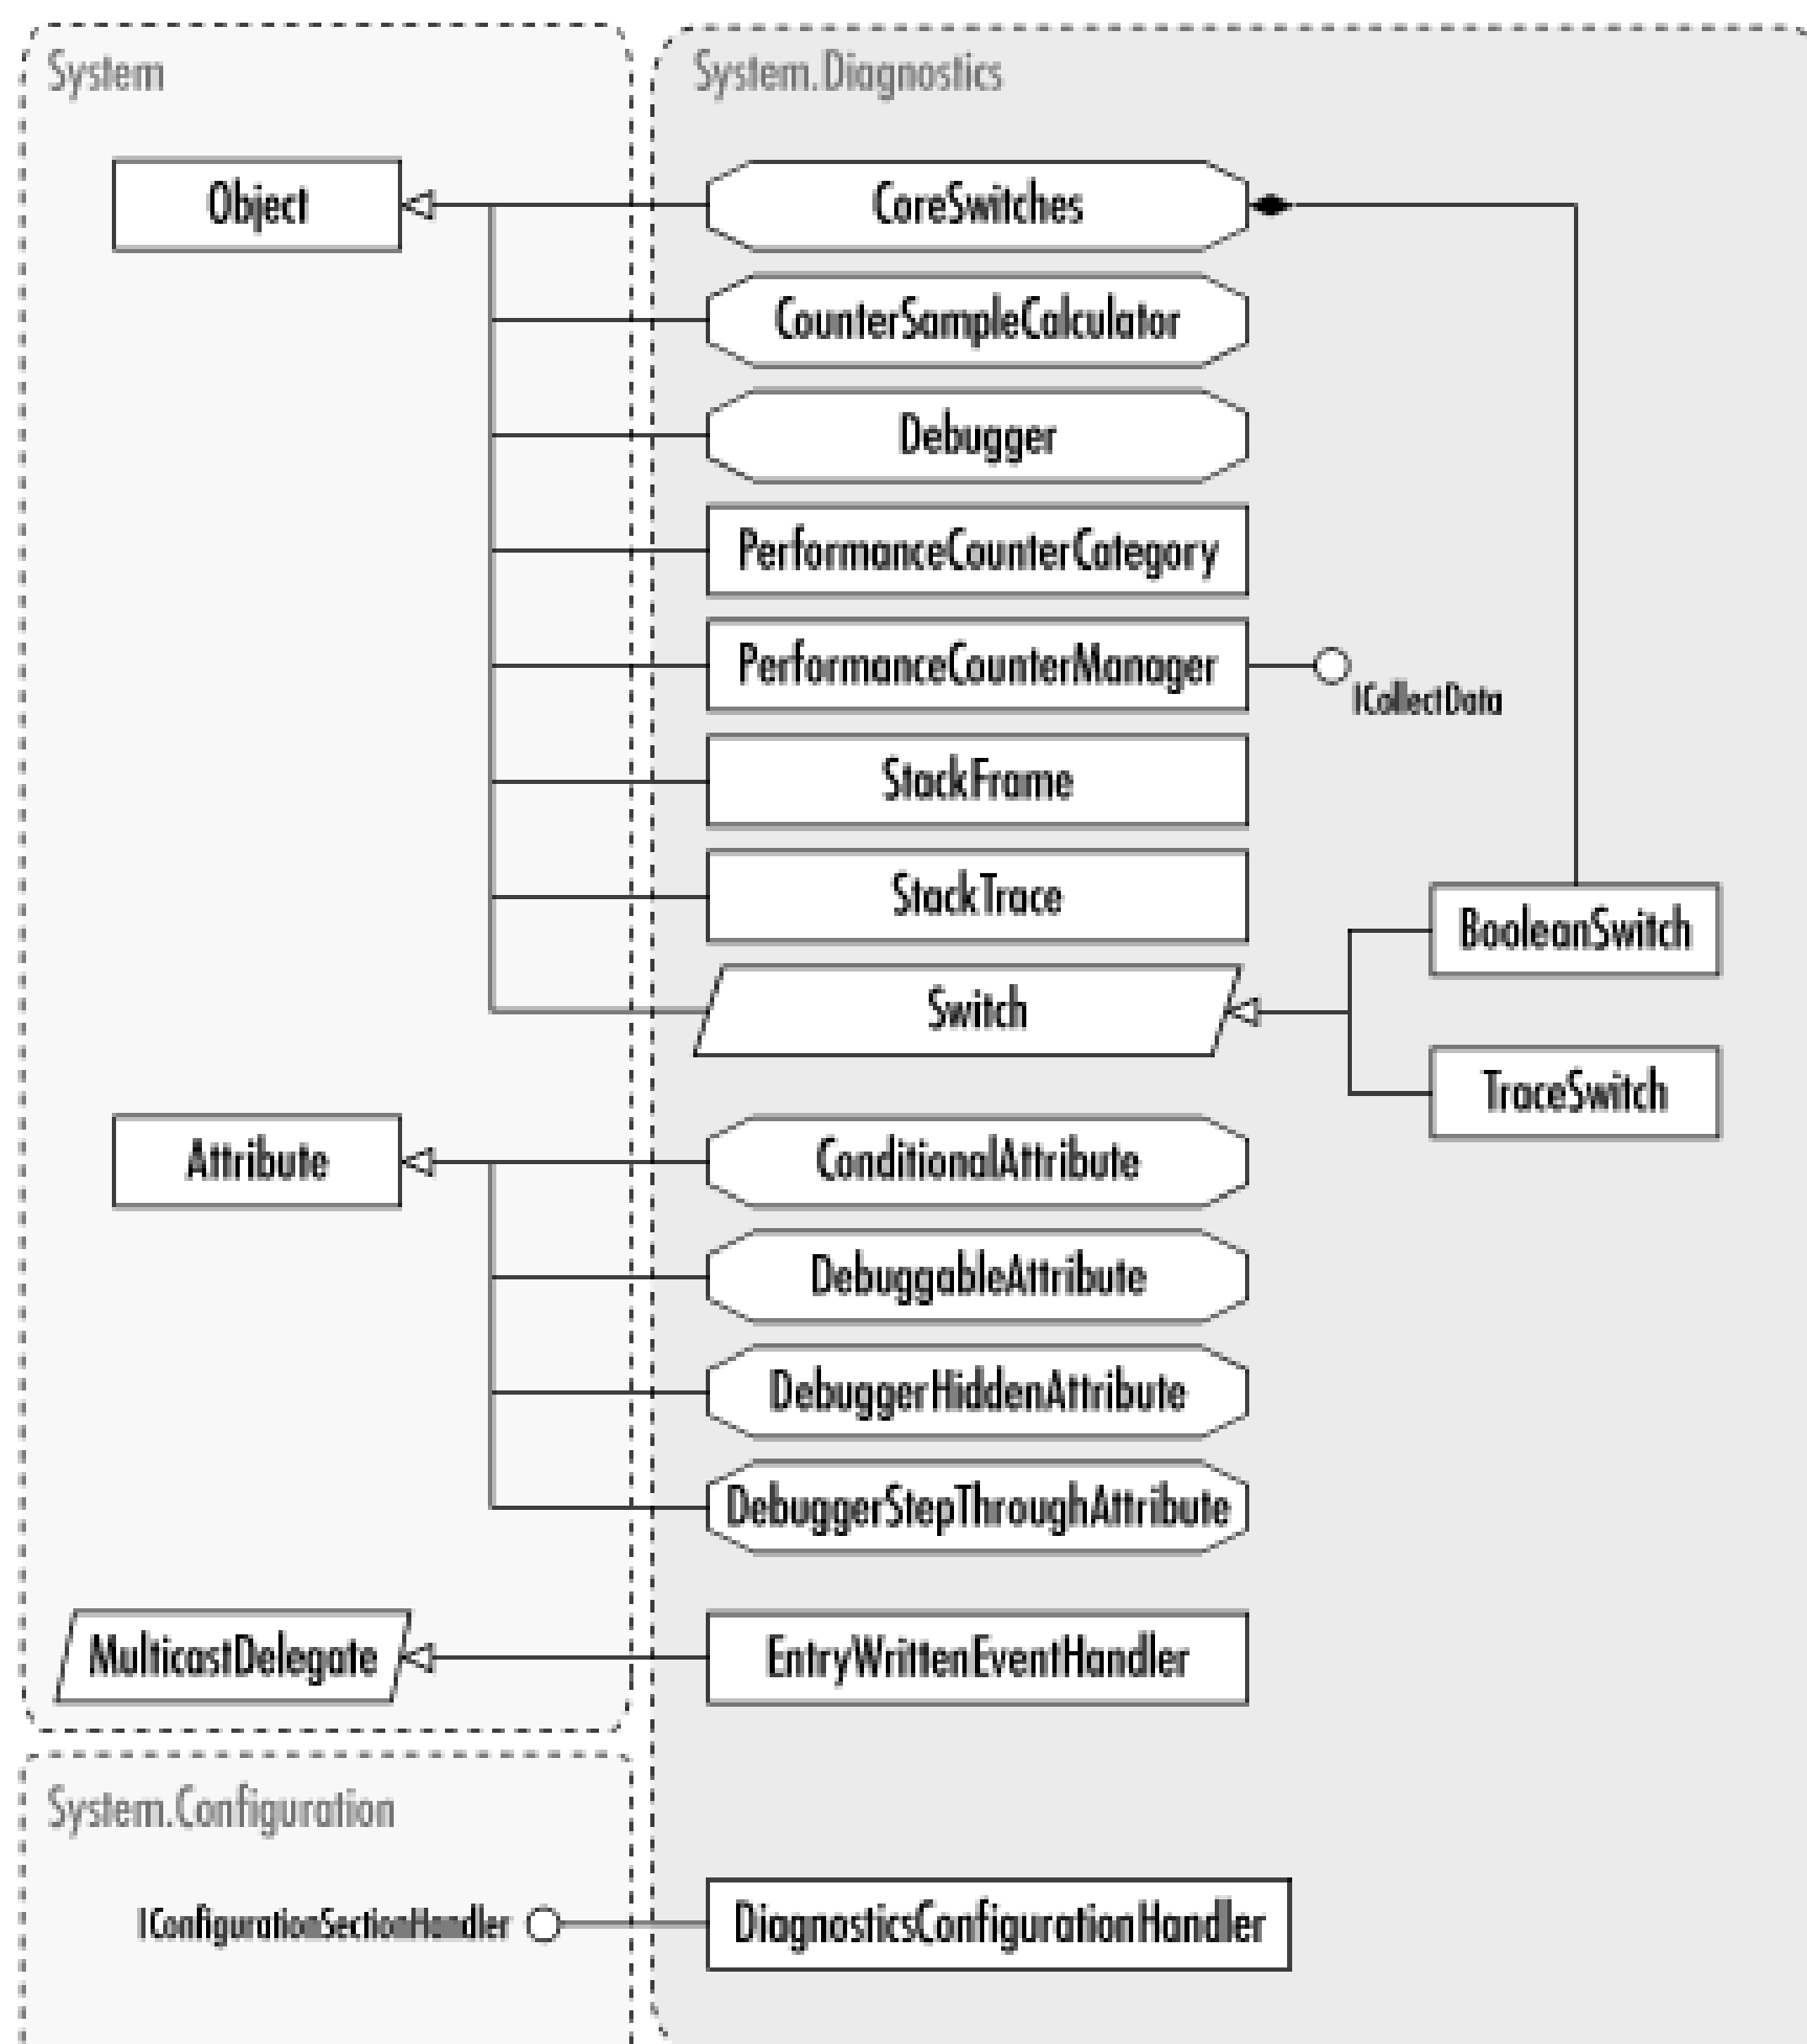 System
System.Diagnostics
Object
CoreSwitches
CounterSampleCalculator
Debugger
PerformanceCounterCategory
PerformanceCounterManager
ICollectData
StackFrame
StackTrace
BooleanSwitch
Switch
TraceSwitch
Attribute
ConditionalAttribute
DebuggableAttribute
DebuggerHiddenAttribute
DebuggerStepThroughAttribute
MulticastDelegate
EntryWrittenEventHandler
System.Configuration
IConfigurationSectionHandler
DiagnosticsConfigurationHandler